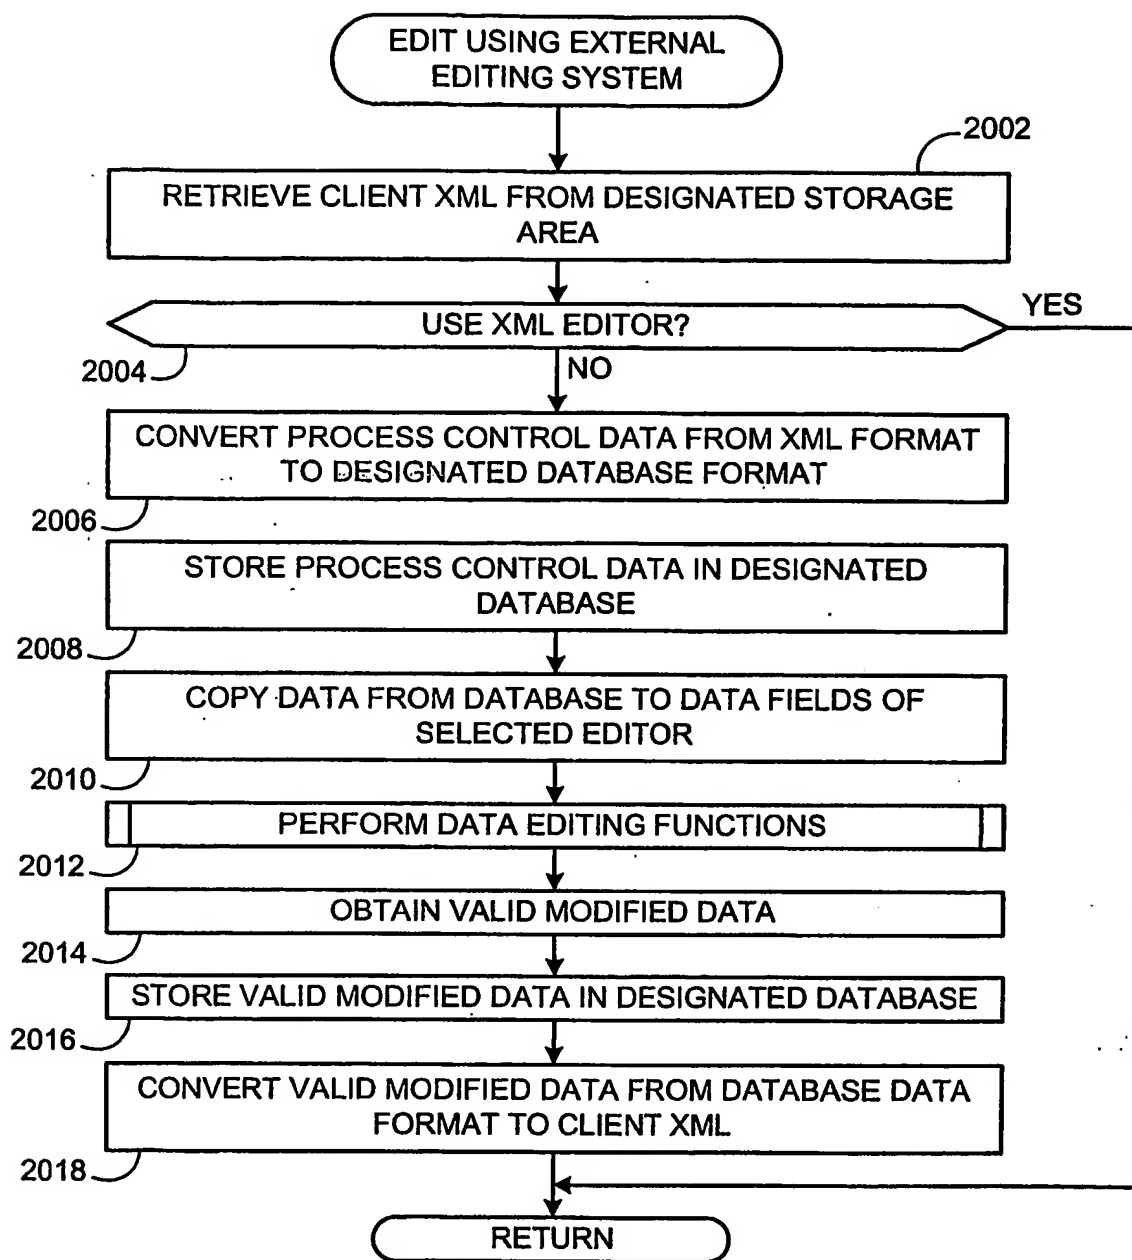 EDIT USING EXTERNAL
EDITING SYSTEM
2002
RETRIEVE CLIENT XML FROM DESIGNATED STORAGE
AREA
YES
USE XML EDITOR?
2004
NO
CONVERT PROCESS CONTROL DATA FROM XML FORMAT
TO DESIGNATED DATABASE FORMAT
2006
STORE PROCESS CONTROL DATA IN DESIGNATED
DATABASE
2008
COPY DATA FROM DATABASE TO DATA FIELDS OF
SELECTED EDITOR
2010
PERFORM DATA EDITING FUNCTIONS
2012
OBTAIN VALID MODIFIED DATA
2014
STORE VALID MODIFIED DATA IN DESIGNATED DATABASE
2016
CONVERT VALID MODIFIED DATA FROM DATABASE DATA
FORMAT TO CLIENT XML
2018
RETURN